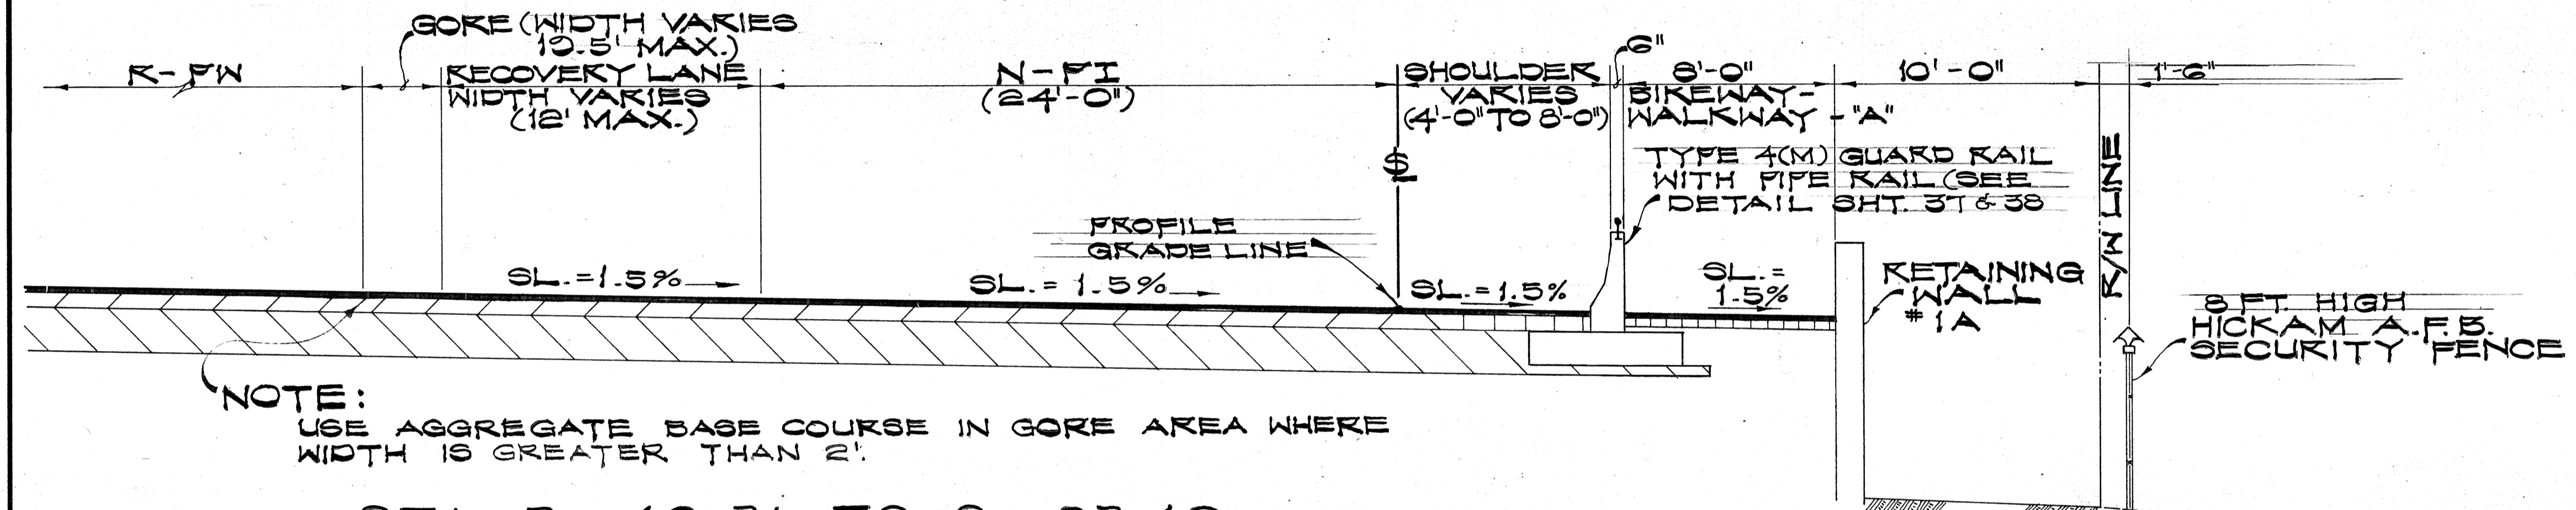 GORE (WIDTH VARIES
19.5' MAX.)
R-PW
RECOVERY LANE
WIDTH VARIES
(12' MAX.)
N-PI
(24'-0")
SHOULDER
VARIES
(4'-0" TO 8'-0")
6"
8'-0"
BIKEWAY-
WALKWAY - "A"
10'-0"
1'-6"
TYPE 4(M) GUARD RAIL
WITH PIPE RAIL (SEE
DETAIL SHT. 37 & 38
R/W LINE
PROFILE
GRADE LINE
SL. = 1.5%
SL. = 1.5%
SL. = 1.5%
SL. =
1.5%
RETAINING
WALL
# 1A
8 FT. HIGH
HICKAM A.F.B.
SECURITY FENCE
NOTE:
USE AGGREGATE BASE COURSE IN GORE AREA WHERE
WIDTH IS GREATER THAN 2'.